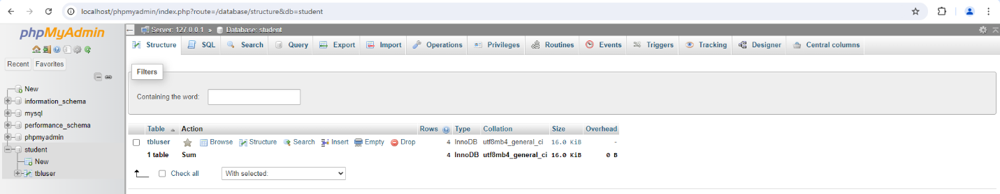 localhost/phpmyadmin/index.php?route=/database/structure&db=student
phpMyAdmin
Recent Favorites
New
information_schema
mysql
performance_schema
phpmyadmin
student
New
tbluser
Server: 127.0.0.1 » Database: student
Structure SQL Search Query Export Import Operations Privileges Routines Events Triggers Tracking Designer Central columns
Filters
Containing the word:
Table Action Rows Type Collation Size Overhead
tbluser Browse Structure Search Insert Empty Drop 4 InnoDB utf8mb4_general_ci 16.0 KiB -
1 table Sum 4 InnoDB utf8mb4_general_ci 16.0 KiB 0 B
Check all With selected: